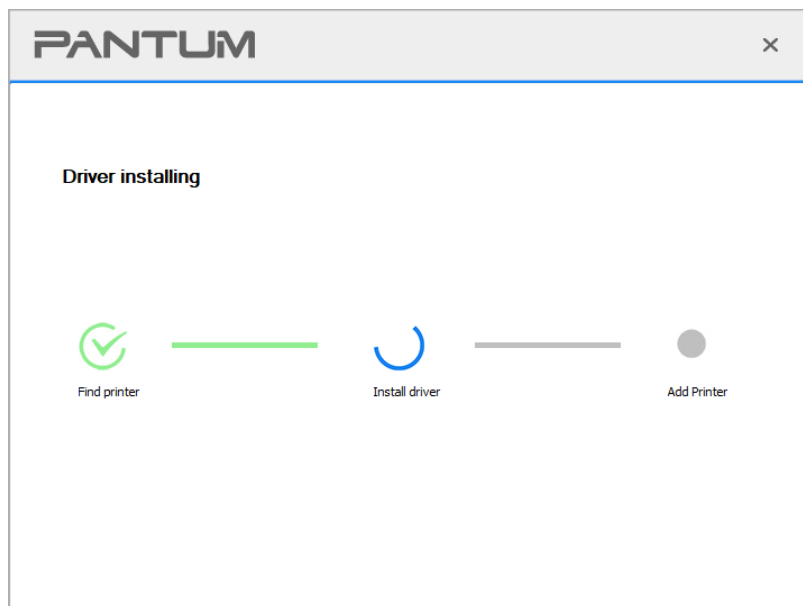 PANTUM
Driver installing
Find printer
Install driver
Add Printer